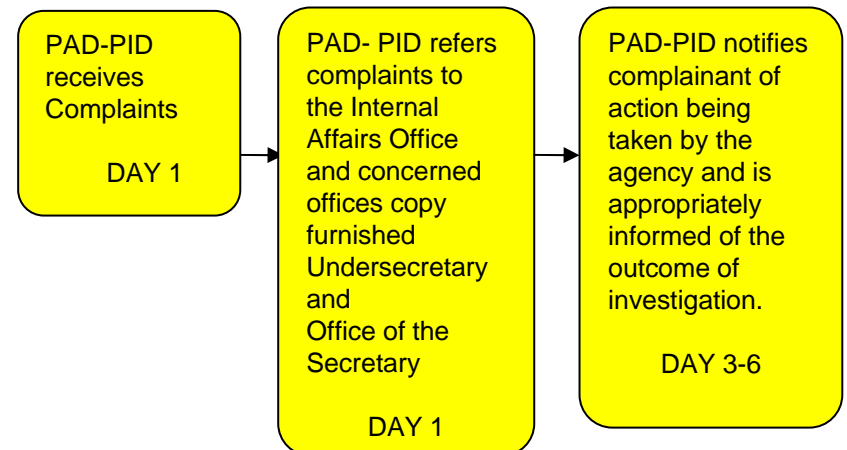 PAD-PID
receives
Complaints
DAY 1
PAD- PID refers
complaints to
the Internal
Affairs Office
and concerned
offices copy
furnished
Undersecretary
and
Office of the
Secretary
DAY 1
PAD-PID notifies
complainant of
action being
taken by the
agency and is
appropriately
informed of the
outcome of
investigation.
DAY 3-6